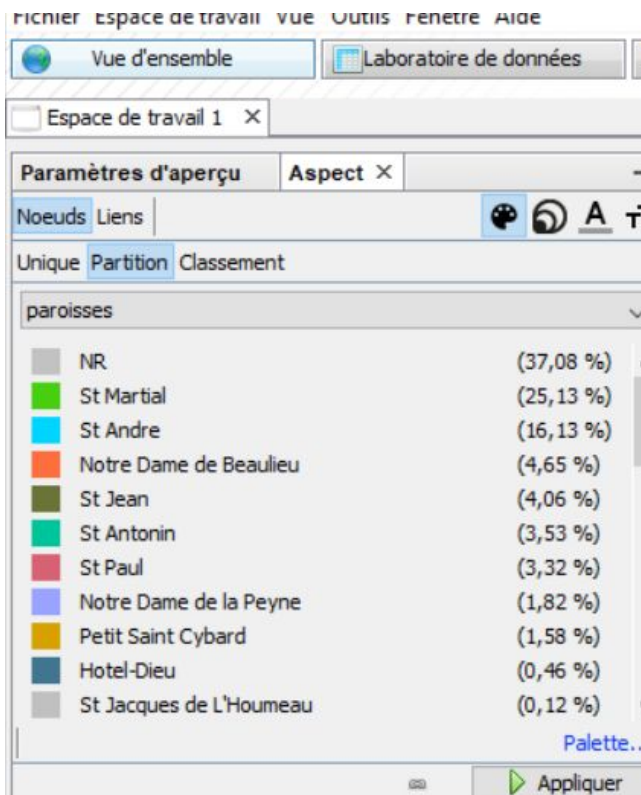 Fichier Espace de travail Vue Outils Fenêtre Aide
Vue d'ensemble Laboratoire de données
Espace de travail 1 X
Paramètres d'aperçu Aspect X
Noeuds Liens A
Unique Partition Classement
paroisses
NR (37,08 %)
St Martial (25,13 %)
St Andre (16,13 %)
Notre Dame de Beaulieu (4,65 %)
St Jean (4,06 %)
St Antonin (3,53 %)
St Paul (3,32 %)
Notre Dame de la Peyne (1,82 %)
Petit Saint Cybard (1,58 %)
Hotel-Dieu (0,46 %)
St Jacques de L'Houmeau (0,12 %)
Palette..
Appliquer